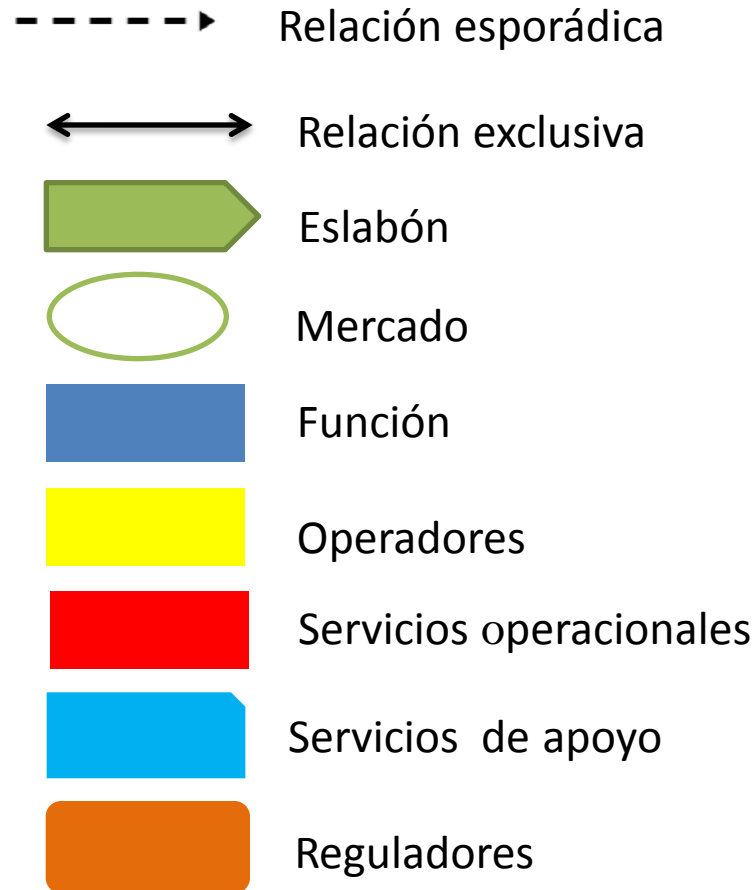 Relación esporádica
Relación exclusiva
Eslabón
Mercado
Función
Operadores
Servicios operacionales
Servicios de apoyo
Reguladores